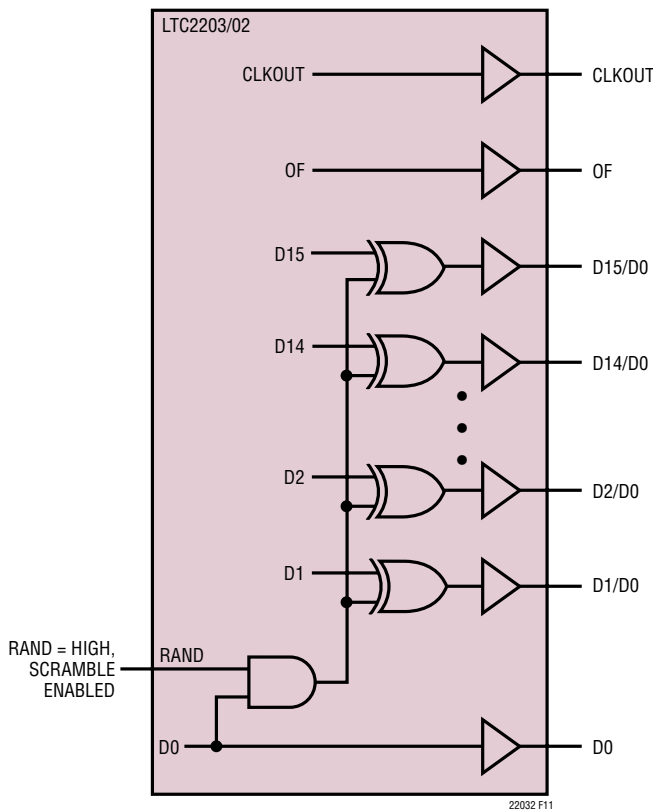 LTC2203/02
CLKOUT
CLKOUT
OF
OF
D15
D15/D0
D14
D14/D0
D2
D2/D0
D1
D1/D0
RAND = HIGH,
SCRAMBLE
ENABLED
RAND
D0
D0
22032 F11